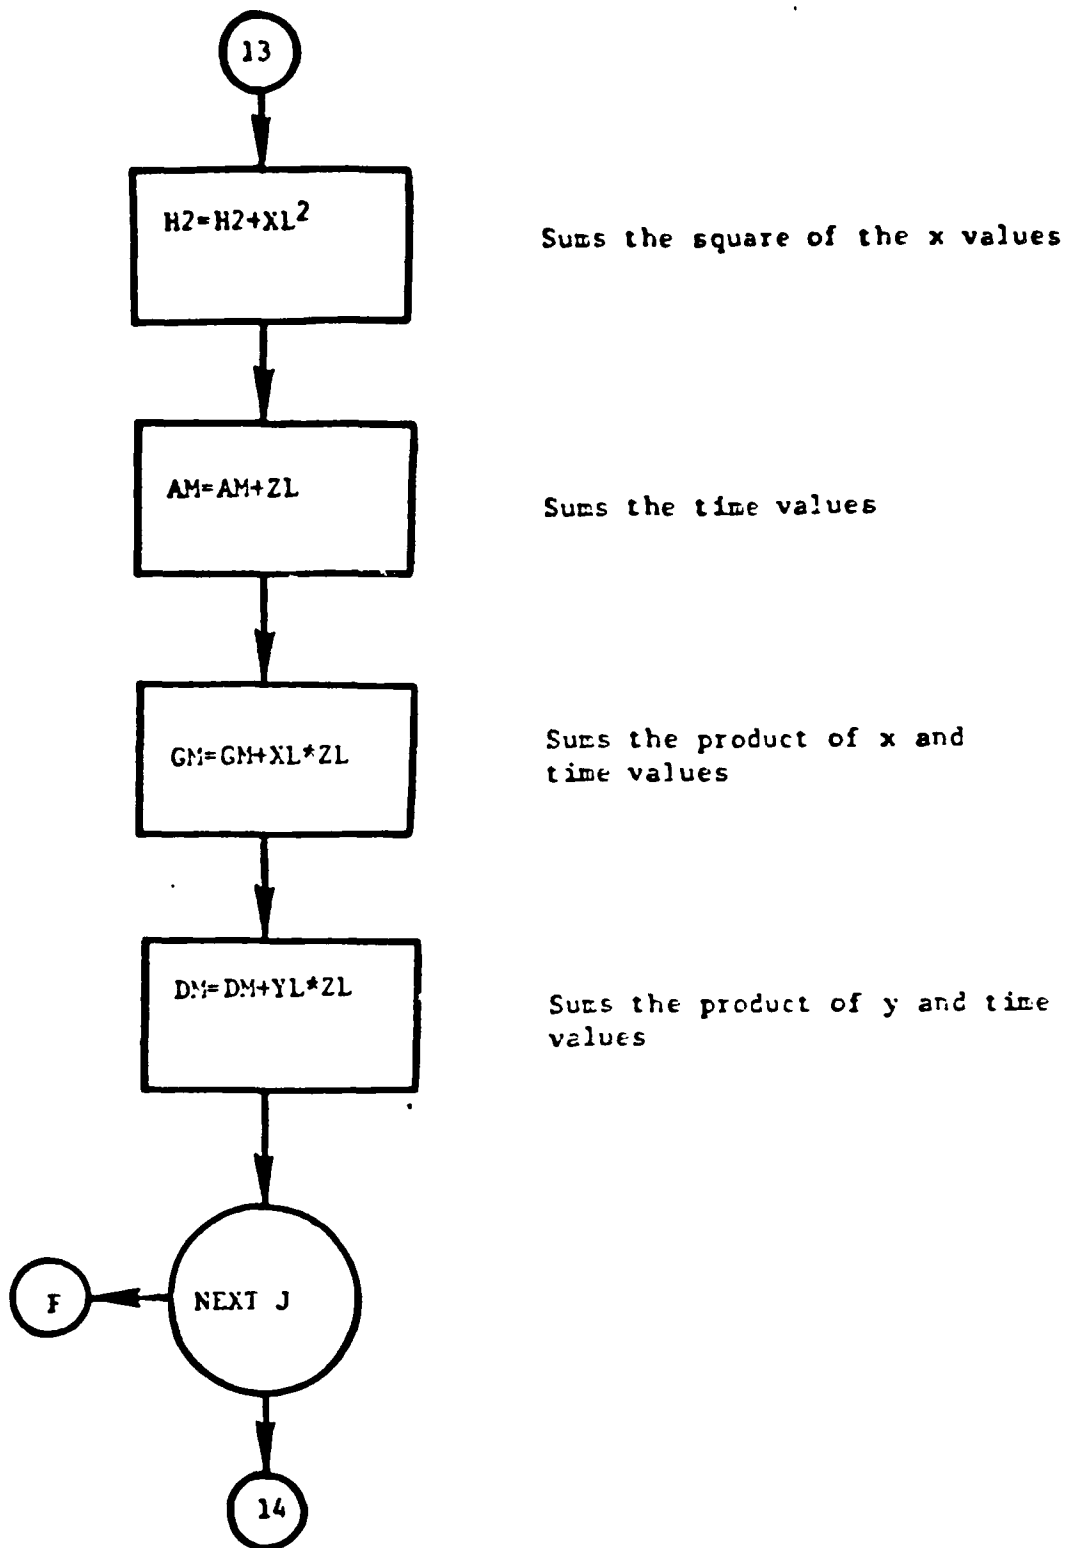 13
H2=H2+XL²
Sums the square of the x values
AM=AM+ZL
Sums the time values
GM=GM+XL*ZL
Sums the product of x and
time values
DM=DM+YL*ZL
Sums the product of y and time
values
NEXT J
F
14